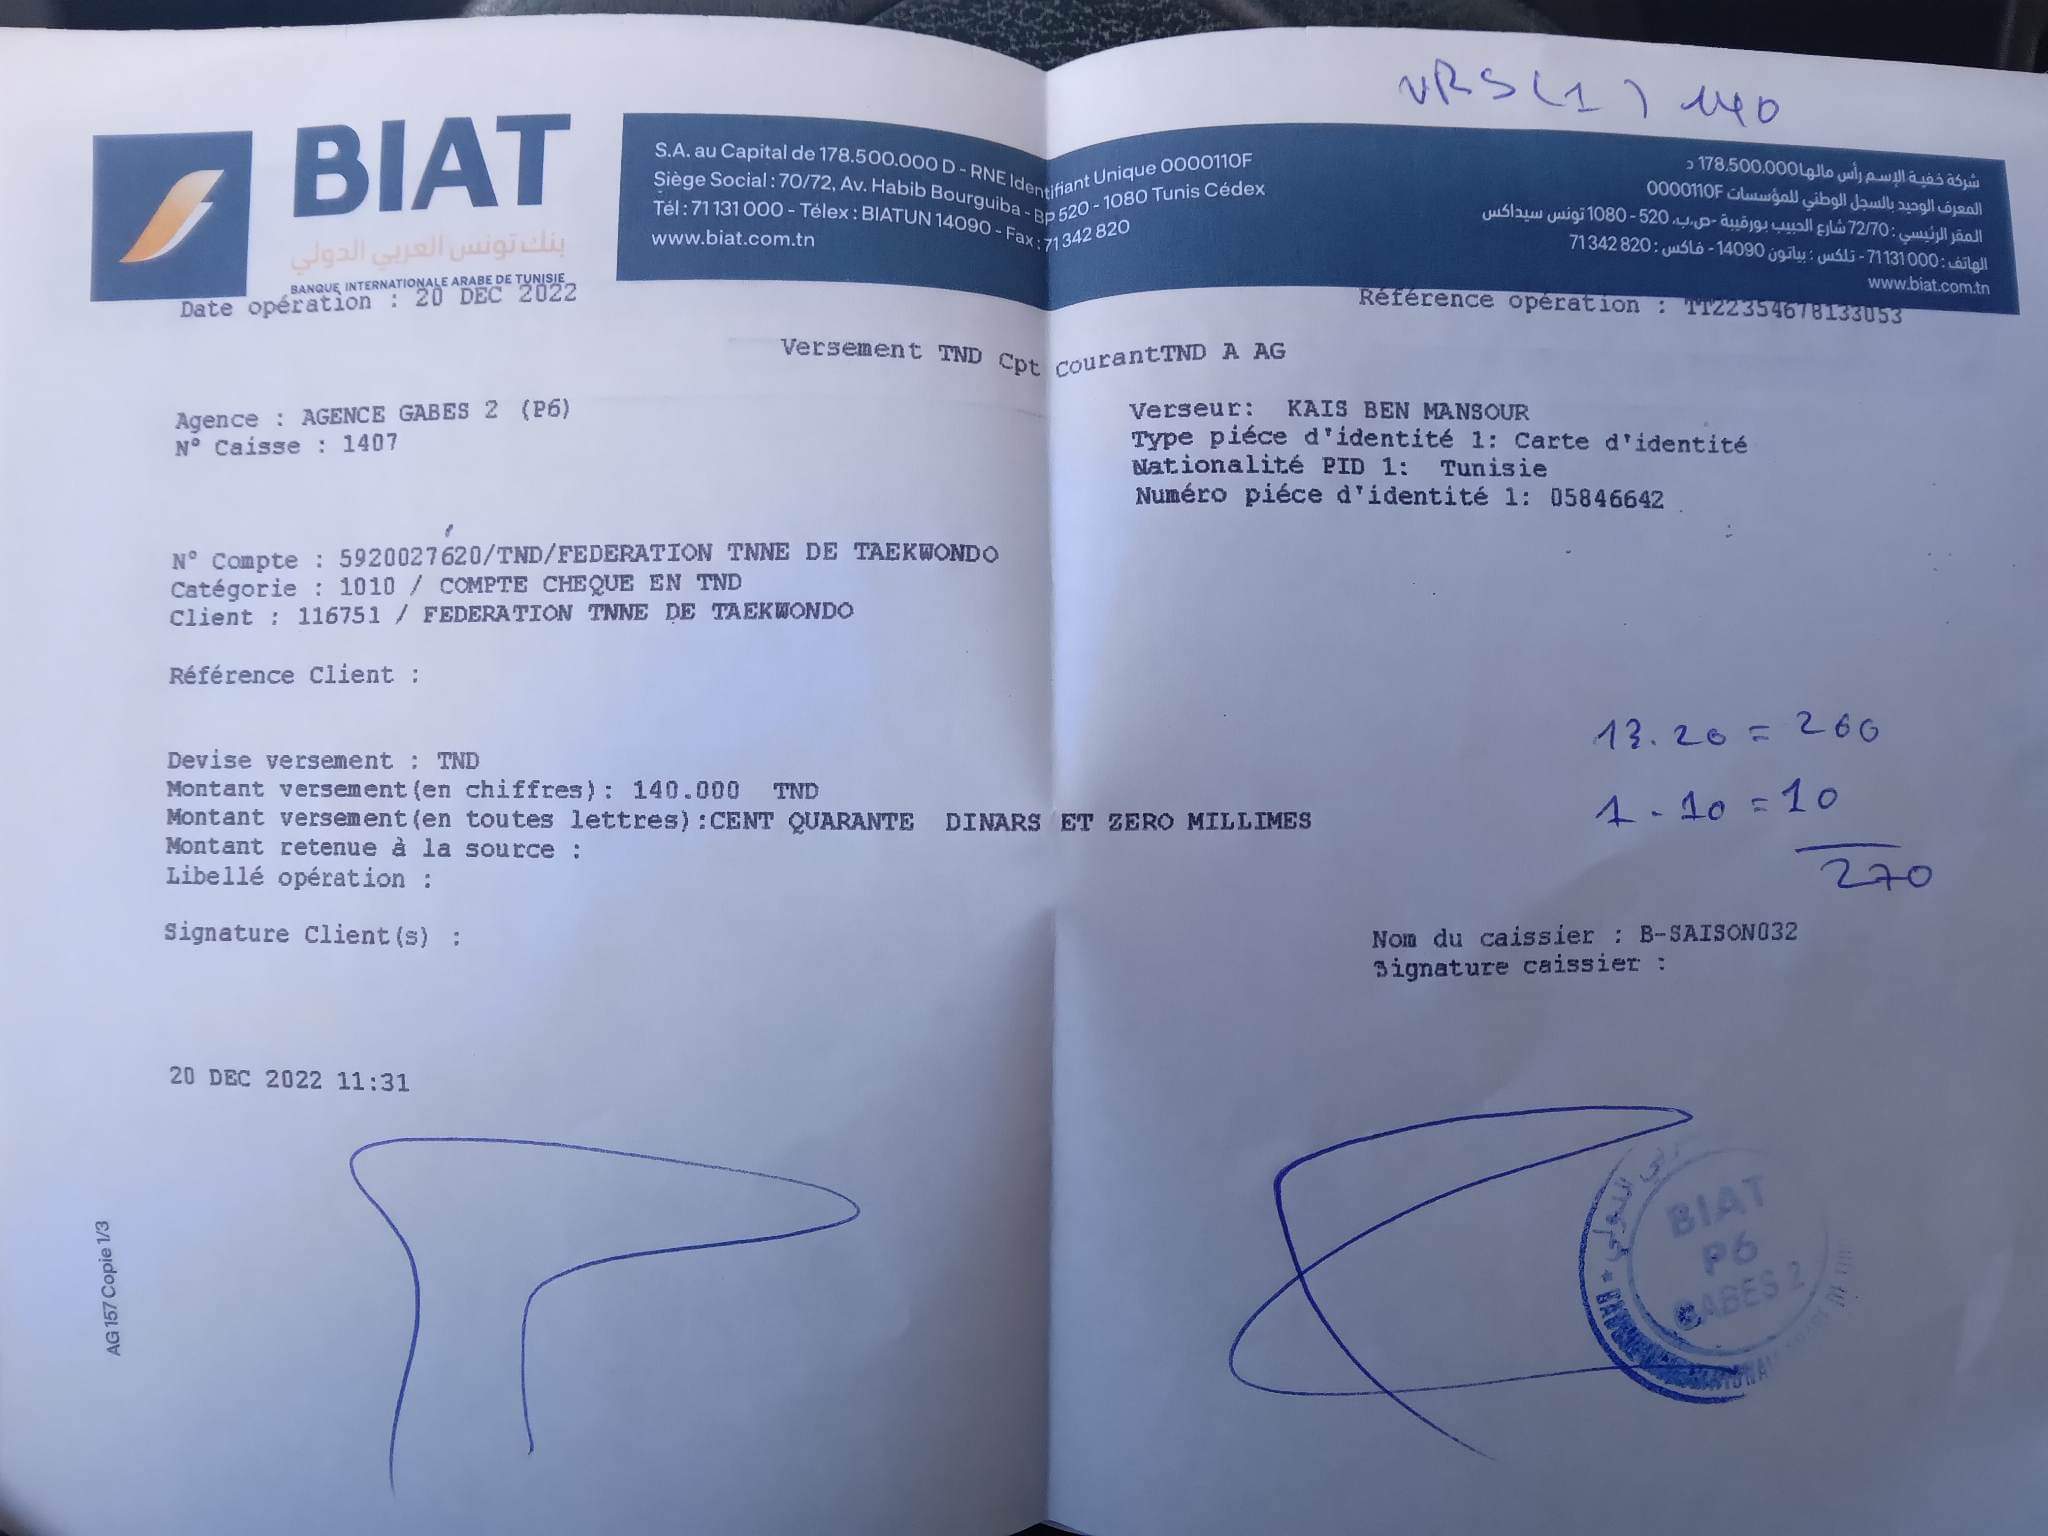 VRS (1) 140
BIAT
بنك تونس العربي الدولي
BANQUE INTERNATIONALE ARABE DE TUNISIE
S.A. au Capital de 178.500.000 D - RNE Identifiant Unique 0000110F
Siège Social : 70/72, Av. Habib Bourguiba - BP 520 - 1080 Tunis Cédex
Tél : 71 131 000 - Télex : BIATUN 14090 - Fax : 71 342 820
www.biat.com.tn
شركة خفية الإسم رأس مالها 178.500.000 د
المعرف الوحيد بالسجل الوطني للمؤسسات 0000110F
المقر الرئيسي : 72/70 شارع الحبيب بورقيبة -ص.ب. 520 - 1080 تونس سيداكس
الهاتف : 71131000 - تلكس : بياتون 14090 - فاكس : 71 342 820
www.biat.com.tn
Date opération : 20 DEC 2022
Référence opération : TT22354678133053
Versement TND Cpt courantTND A AG
Agence : AGENCE GABES 2 (P6)
N° Caisse : 1407
Verseur: KAIS BEN MANSOUR
Type piéce d'identité 1: Carte d'identité
Nationalité PID 1: Tunisie
Numéro piéce d'identité 1: 05846642
N° Compte : 5920027620/TND/FEDERATION TNNE DE TAEKWONDO
Catégorie : 1010 / COMPTE CHEQUE EN TND
Client : 116751 / FEDERATION TNNE DE TAEKWONDO
Référence Client :
Devise versement : TND
Montant versement(en chiffres): 140.000 TND
Montant versement(en toutes lettres):CENT QUARANTE DINARS ET ZERO MILLIMES
Montant retenue à la source :
Libellé opération :
13.20 = 260
1 - 10 = 10
270
Signature Client(s) :
Nom du caissier : B-SAISON032
Signature caissier :
20 DEC 2022 11:31
AG 157 Copie 1/3
BIAT
P6
GABES 2